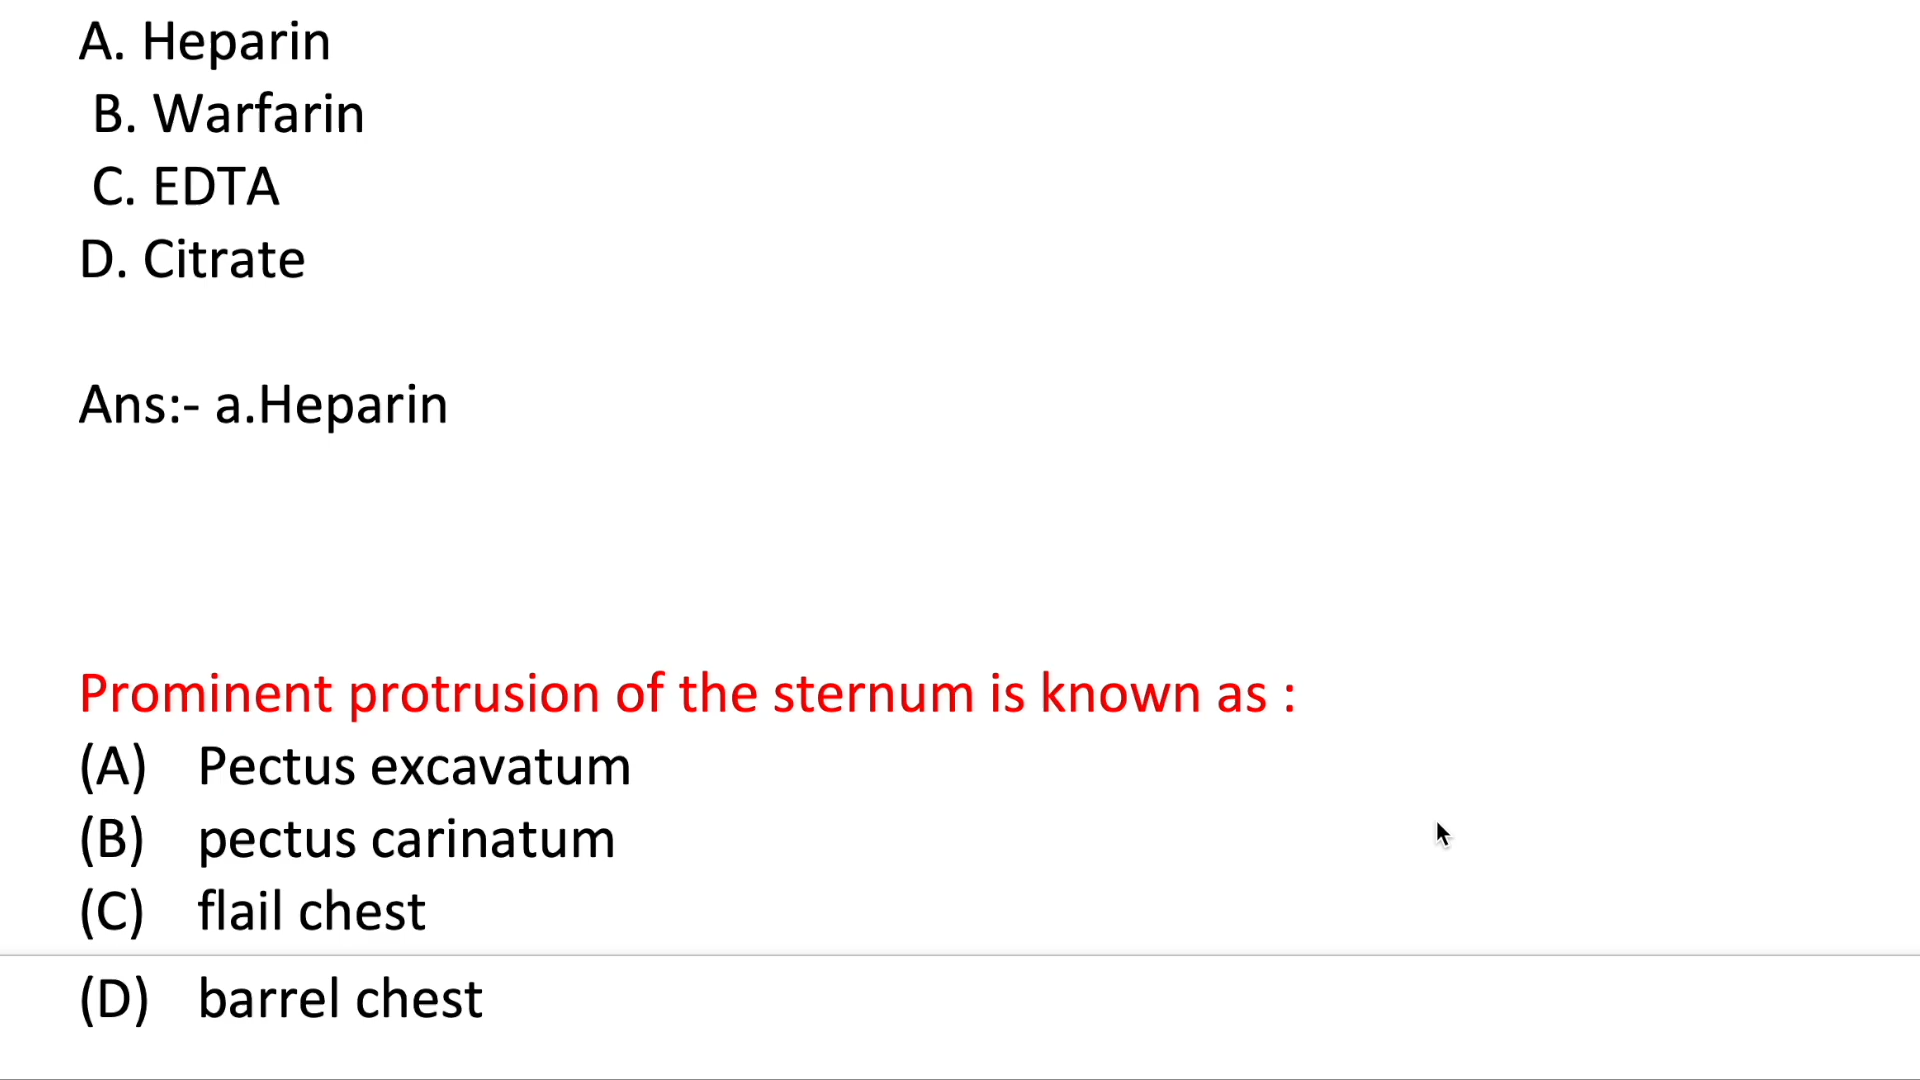 A. Heparin
B. Warfarin
C. EDTA
D. Citrate
Ans:- a.Heparin
Prominent protrusion of the sternum is known as :
(A) Pectus excavatum
(B) pectus carinatum
(C) flail chest
(D) barrel chest